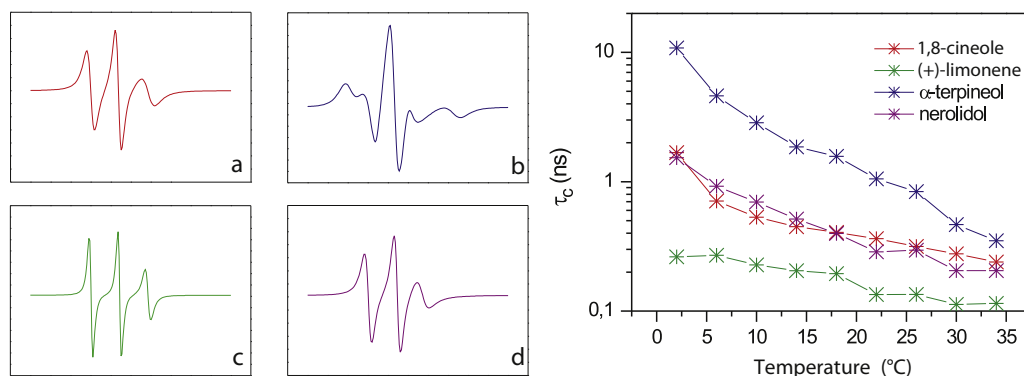 a
b
c
d
1,8-cineole
(+)-limonene
α-terpineol
nerolidol
10
1
0,1
τc (ns)
0 5 10 15 20 25 30 35
Temperature (°C)